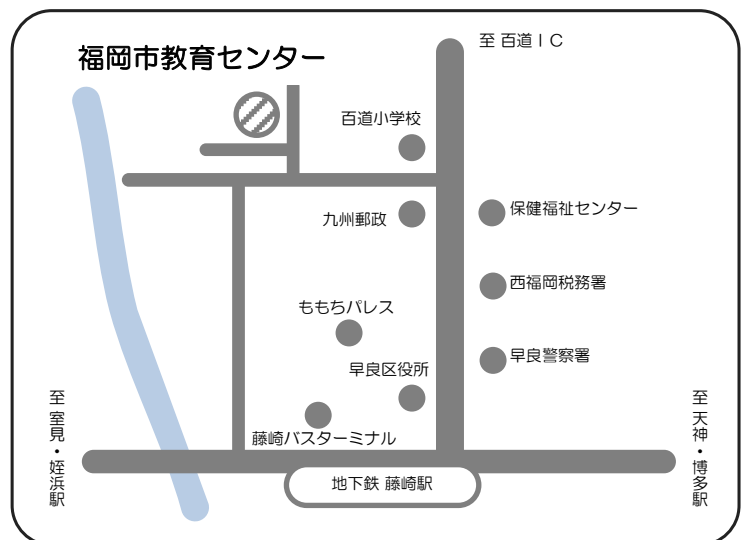 福岡市教育センター
至 百道IC
百道小学校
九州郵政
保健福祉センター
西福岡税務署
ももちパレス
早良警察署
早良区役所
藤崎バスターミナル
至 室見・姪浜駅
至 天神・博多駅
地下鉄 藤崎駅